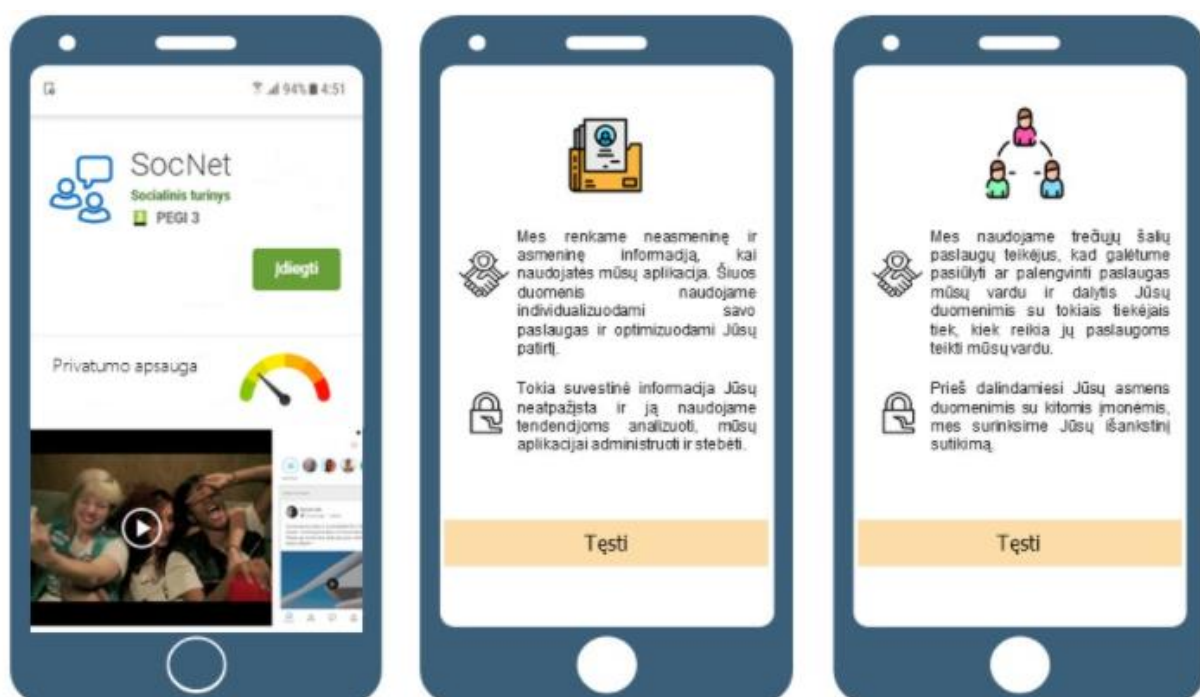 94% 4:51
SocNet
Socialinis turinys
3 PEGI 3
Įdiegti
Privatumo apsauga
Mes renkame neasmeninę ir
asmeninę informaciją, kai
naudojatės mūsų aplikacija. Šiuos
duomenis naudojame
individualizuodami savo
paslaugas ir optimizuodami Jūsų
patirtį.
Tokia suvestinė informacija Jūsų
neatpažįsta ir ją naudojame
tendencijoms analizuoti, mūsų
aplikacijai administruoti ir stebėti.
Tęsti
Mes naudojame trečiųjų šalių
paslaugų teikėjus, kad galėtume
pasiūlyti ar palengvinti paslaugas
mūsų vardu ir dalytis Jūsų
duomenimis su tokiais tiekėjais
tiek, kiek reikia jų paslaugoms
teikti mūsų vardu.
Prieš dalindamiesi Jūsų asmens
duomenimis su kitomis įmonėmis,
mes surinksime Jūsų išankstinį
sutikimą.
Tęsti